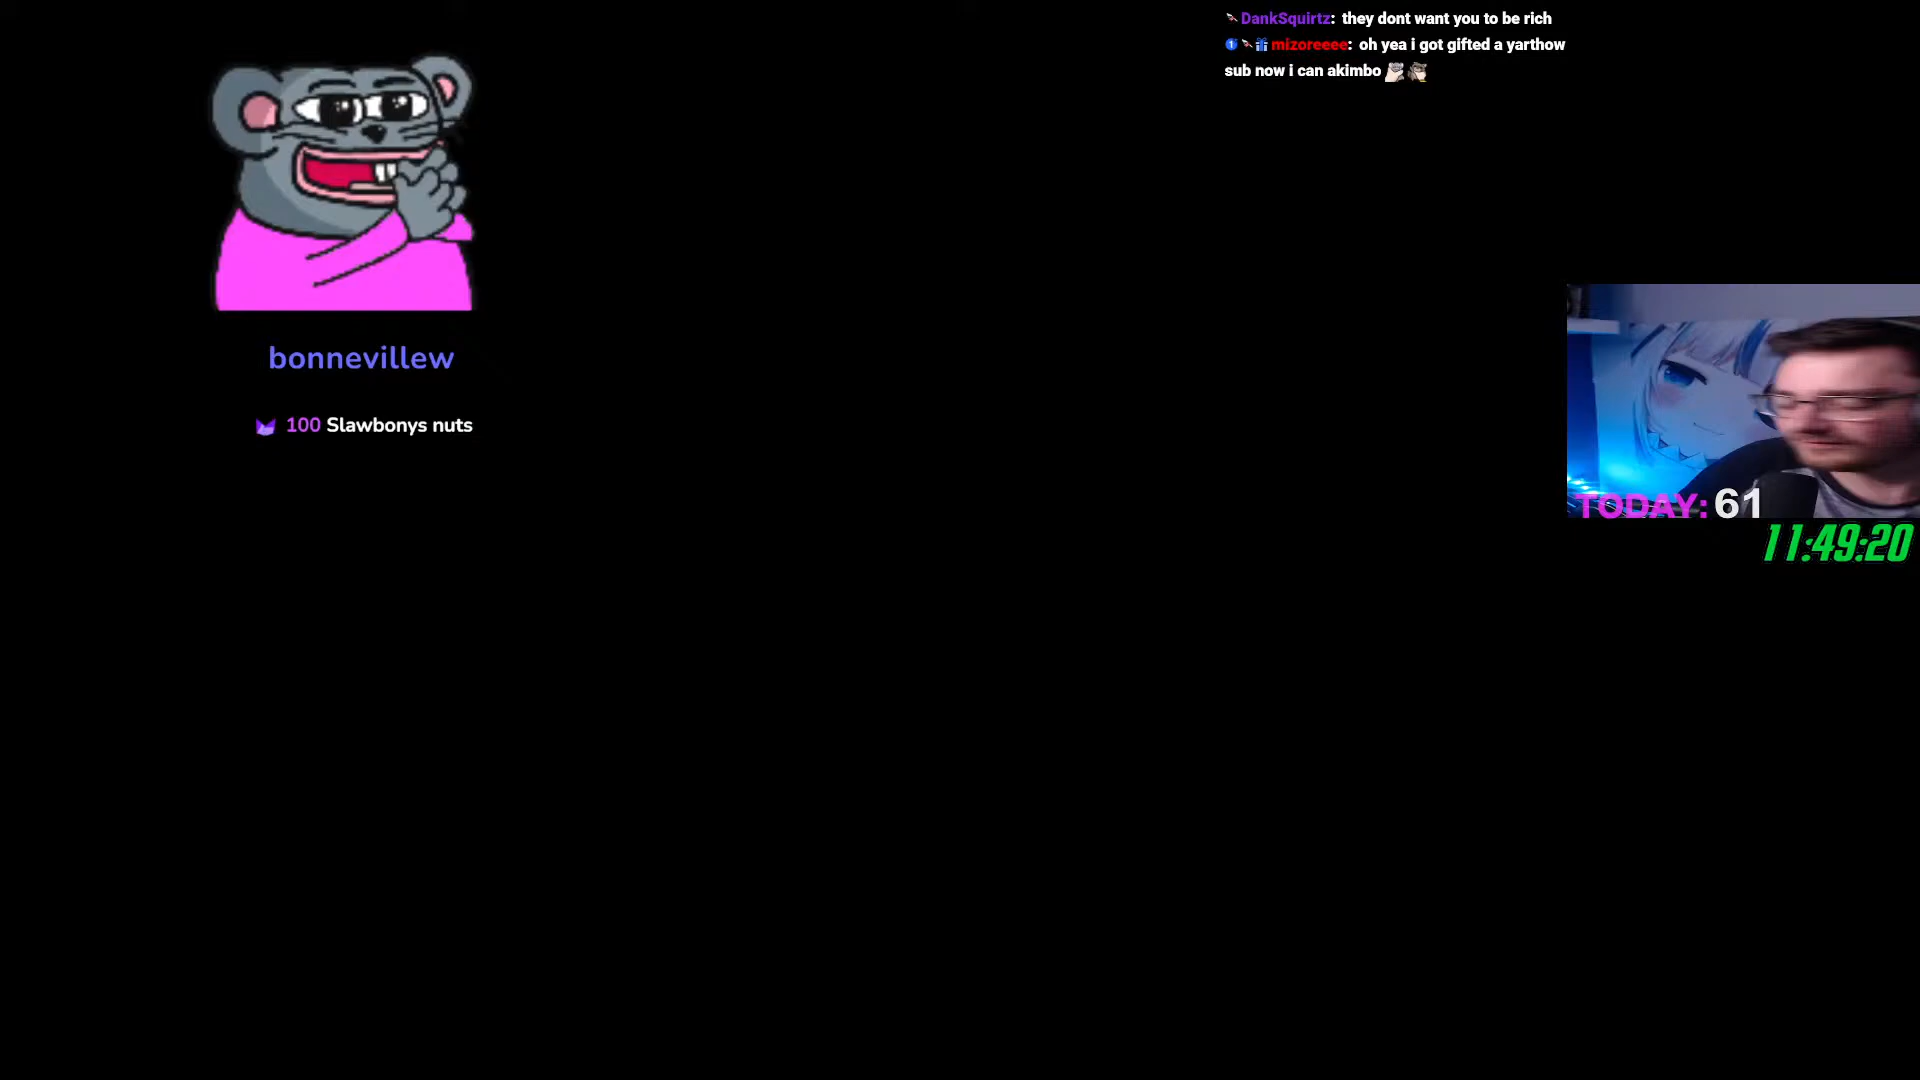 DankSquirtz: they dont want you to be rich
mizoreeee: oh yea i got gifted a yarthow
sub now i can akimbo
bonnevillew
100 Slawbonys nuts
TODAY: 61
11:49:20